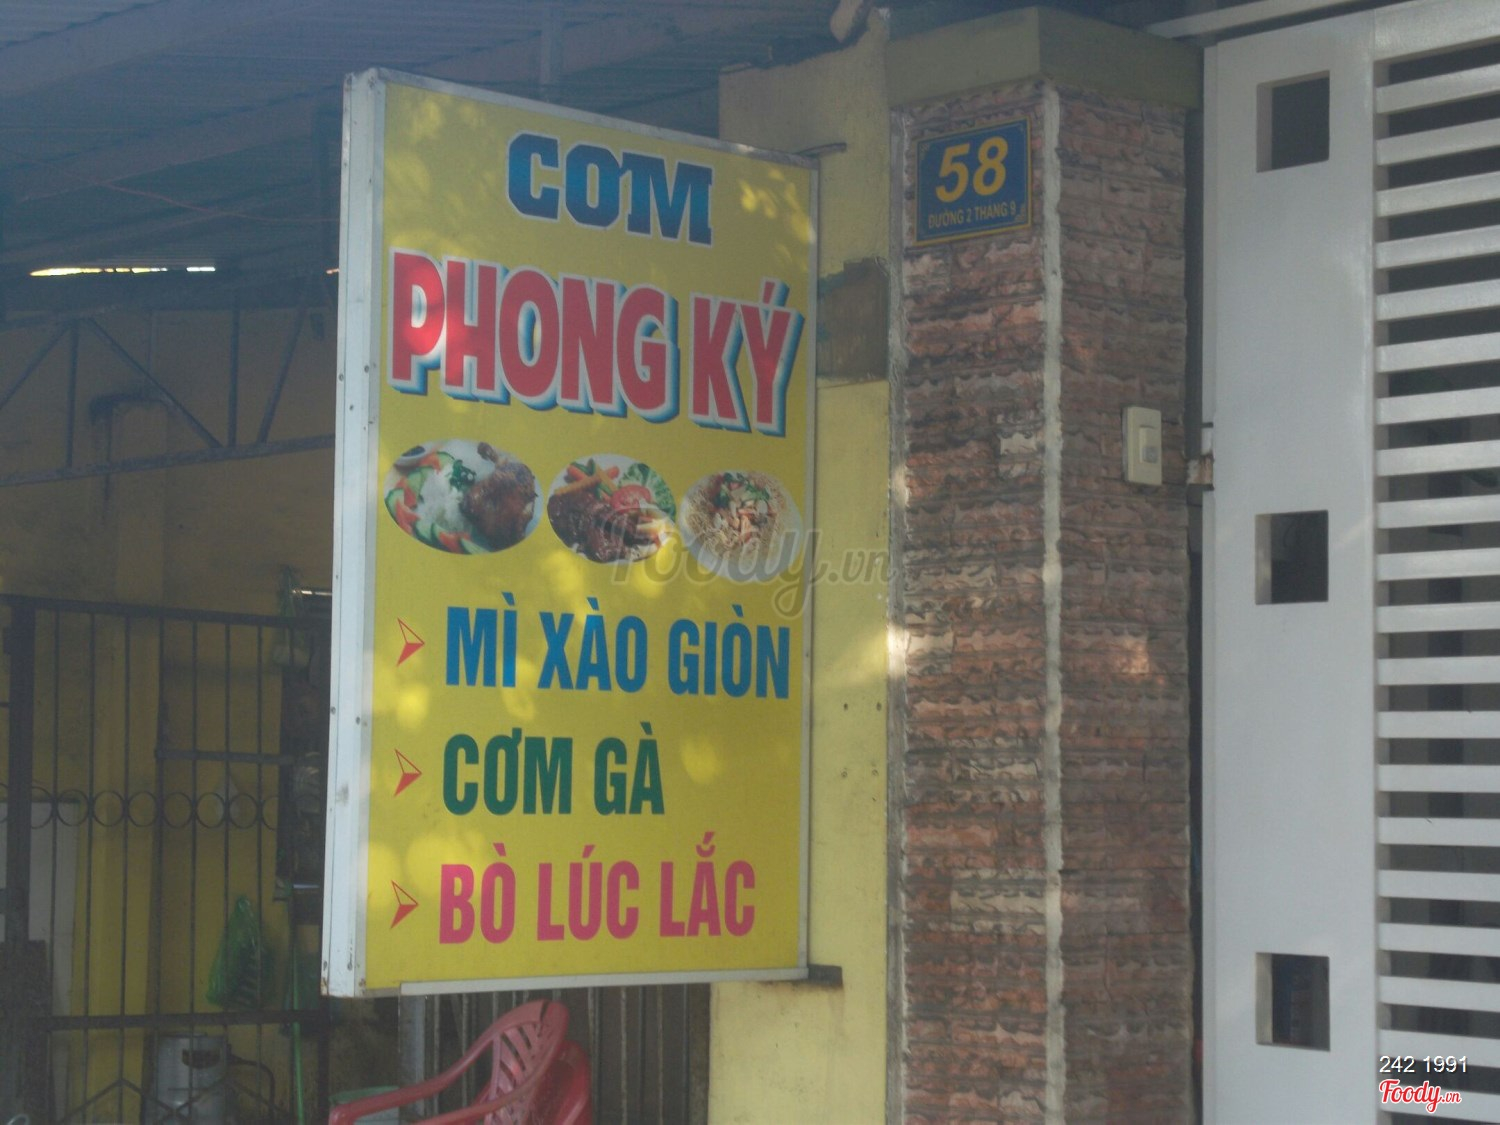 CƠM
PHONG KÝ
MÌ XÀO GIÒN
CƠM GÀ
BÒ LÚC LẮC
58
ĐƯỜNG 2 THÁNG 9
Foody.vn
242 1991
Foody.vn